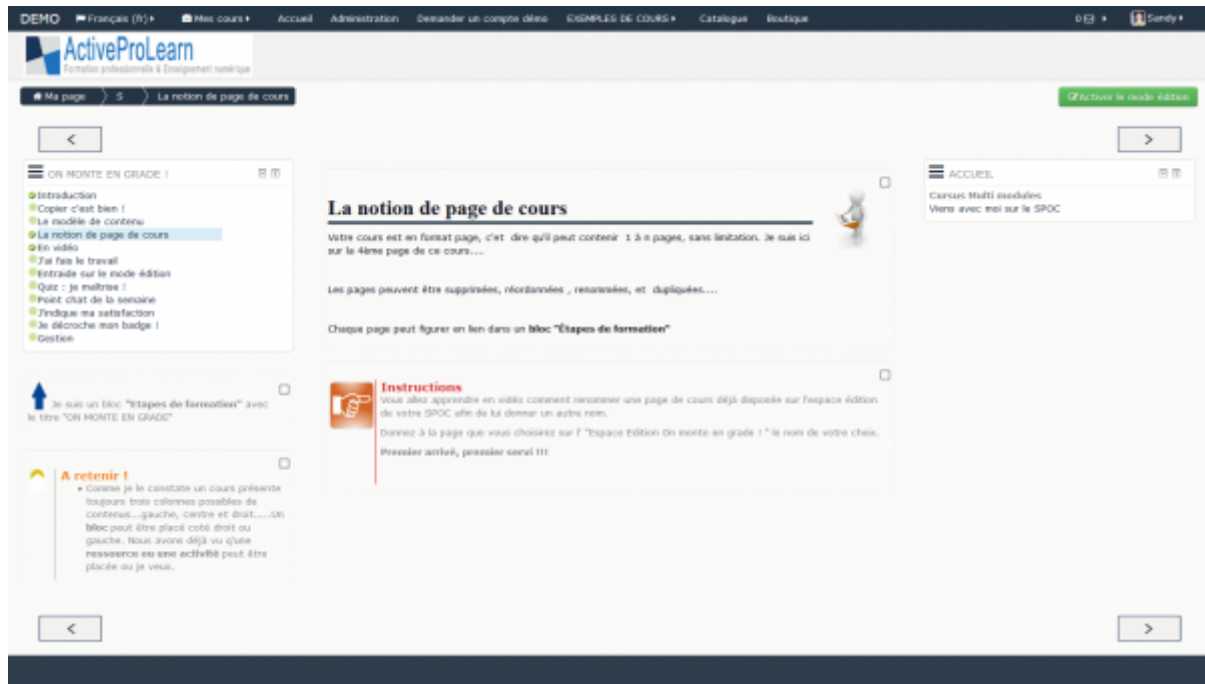 DEMO Français (fr) Mes cours Accueil Administration Demander un compte démo EXEMPLES DE COURS Catalogue Boutique 0 Sandy
ActiveProLearn
Formation professionnelle & Enseignement numérique
Ma page S La notion de page de cours
Activer le mode édition
< >
ON MONTE EN GRADE !
Introduction
Copier c'est bien !
Le modèle de contenu
La notion de page de cours
En vidéo
J'ai fais le travail
Entraide sur le mode édition
Quiz : je maîtrise !
Point chat de la semaine
J'indique ma satisfaction
Je décroche mon badge !
Gestion
Je suis un bloc "Etapes de formation" avec
le titre "ON MONTE EN GRADE"
A retenir !
• Comme je le constate un cours présente
toujours trois colonnes possibles de
contenus...gauche, centre et droit.....Un
bloc peut être placé coté droit ou
gauche. Nous avons déjà vu q'une
ressource ou une activité peut être
placée ou je veux.
La notion de page de cours
Votre cours est en format page, c'et dire qu'il peut contenir 1 à n pages, sans limitation. Je suis ici
sur la 4ème page de ce cours....
Les pages peuvent être supprimées, réordonnées , renommées, et dupliquées....
Chaque page peut figurer en lien dans un bloc "Étapes de formation"
Instructions
Vous allez apprendre en vidéo comment renommer une page de cours déjà disposée sur l'espace édition
de votre SPOC afin de lui donner un autre nom.
Donnez à la page que vous choisirez sur l' "Espace Edition On monte en grade ! " le nom de votre choix.
Premier arrivé, premier servi !!!
ACCUEIL
Cursus Multi modules
Viens avec moi sur le SPOC
< >